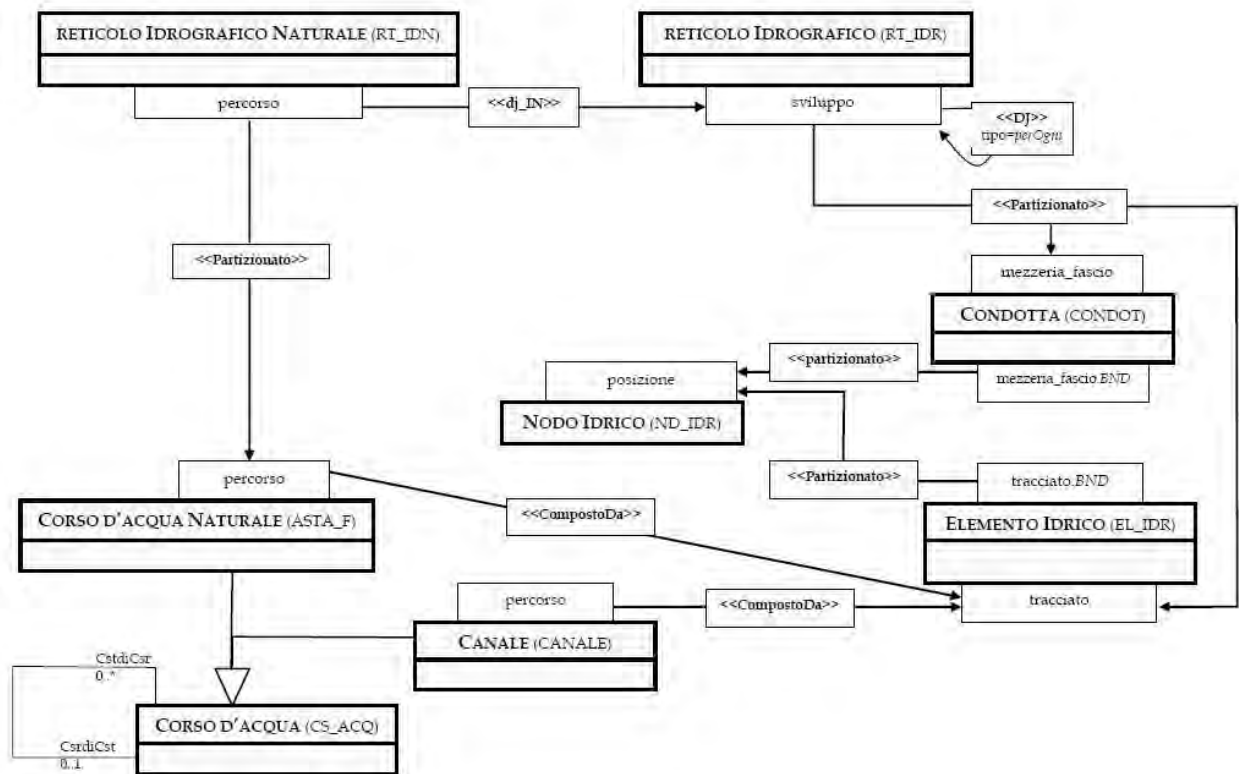 RETICOLO IDROGRAFICO NATURALE (RT_IDN)
RETICOLO IDROGRAFICO (RT_IDR)
percorso
<<dj_IN>>
sviluppo
<<DJ>>
tipo=perOgni
<<Partizionato>>
<<Partizionato>>
mezzeria_fascio
CONDOTTA (CONDOT)
<<partizionato>>
posizione
mezzeria_fascio.BND
NODO IDRICO (ND_IDR)
percorso
<<Partizionato>>
tracciato.BND
CORSO D'ACQUA NATURALE (ASTA_F)
<<CompostoDa>>
ELEMENTO IDRICO (EL_IDR)
percorso
<<CompostoDa>>
tracciato
CANALE (CANALE)
CstdiCsr
0..*
CORSO D'ACQUA (CS_ACQ)
CsrdiCst
0..1